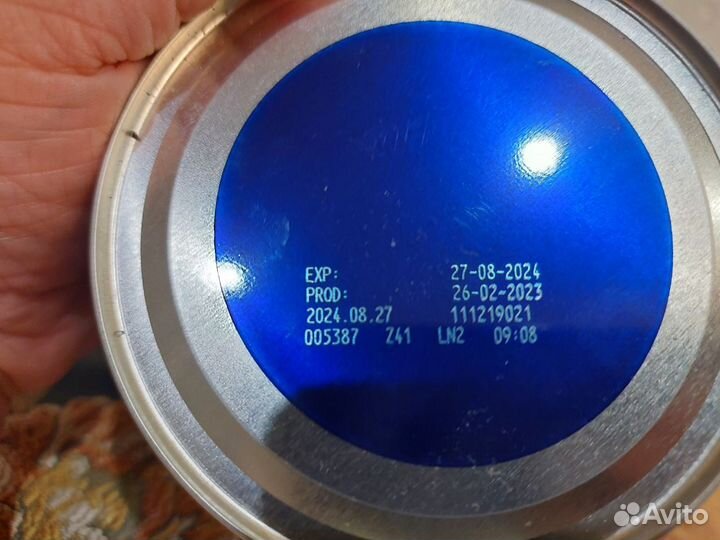 EXP: 27-08-2024
PROD: 26-02-2023
2024.08.27 111219021
005387 Z41 LN2 09:08
Avito